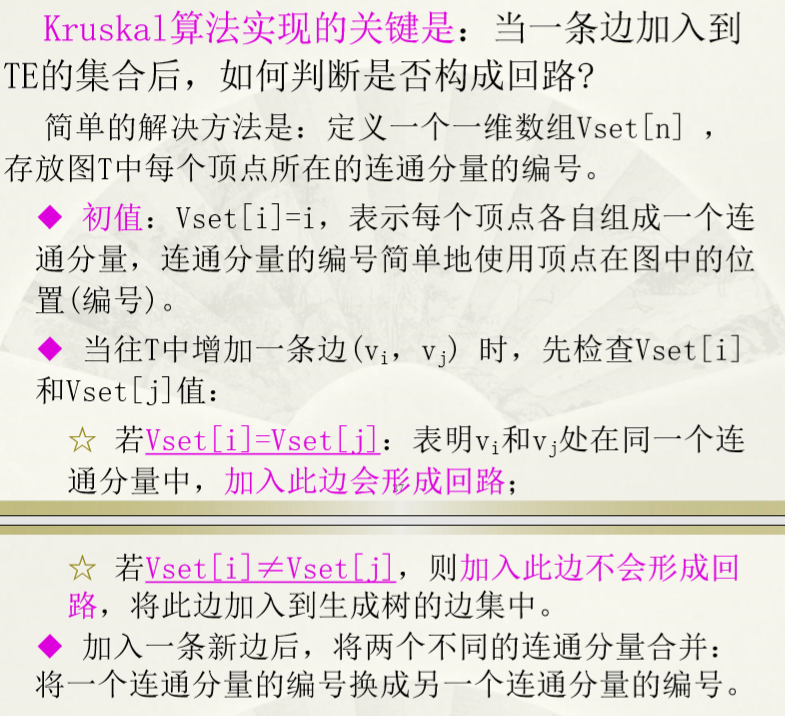 Kruskal算法实现的关键是：当一条边加入到
TE的集合后，如何判断是否构成回路?
简单的解决方法是：定义一个一维数组Vset[n] ，
存放图T中每个顶点所在的连通分量的编号。
◆ 初值：Vset[i]=i，表示每个顶点各自组成一个连
通分量，连通分量的编号简单地使用顶点在图中的位
置(编号)。
◆ 当往T中增加一条边(vi，vj) 时，先检查Vset[i]
和Vset[j]值：
☆ 若Vset[i]=Vset[j]：表明vi和vj处在同一个连
通分量中，加入此边会形成回路；
☆ 若Vset[i]≠Vset[j]，则加入此边不会形成回
路，将此边加入到生成树的边集中。
◆ 加入一条新边后，将两个不同的连通分量合并：
将一个连通分量的编号换成另一个连通分量的编号。